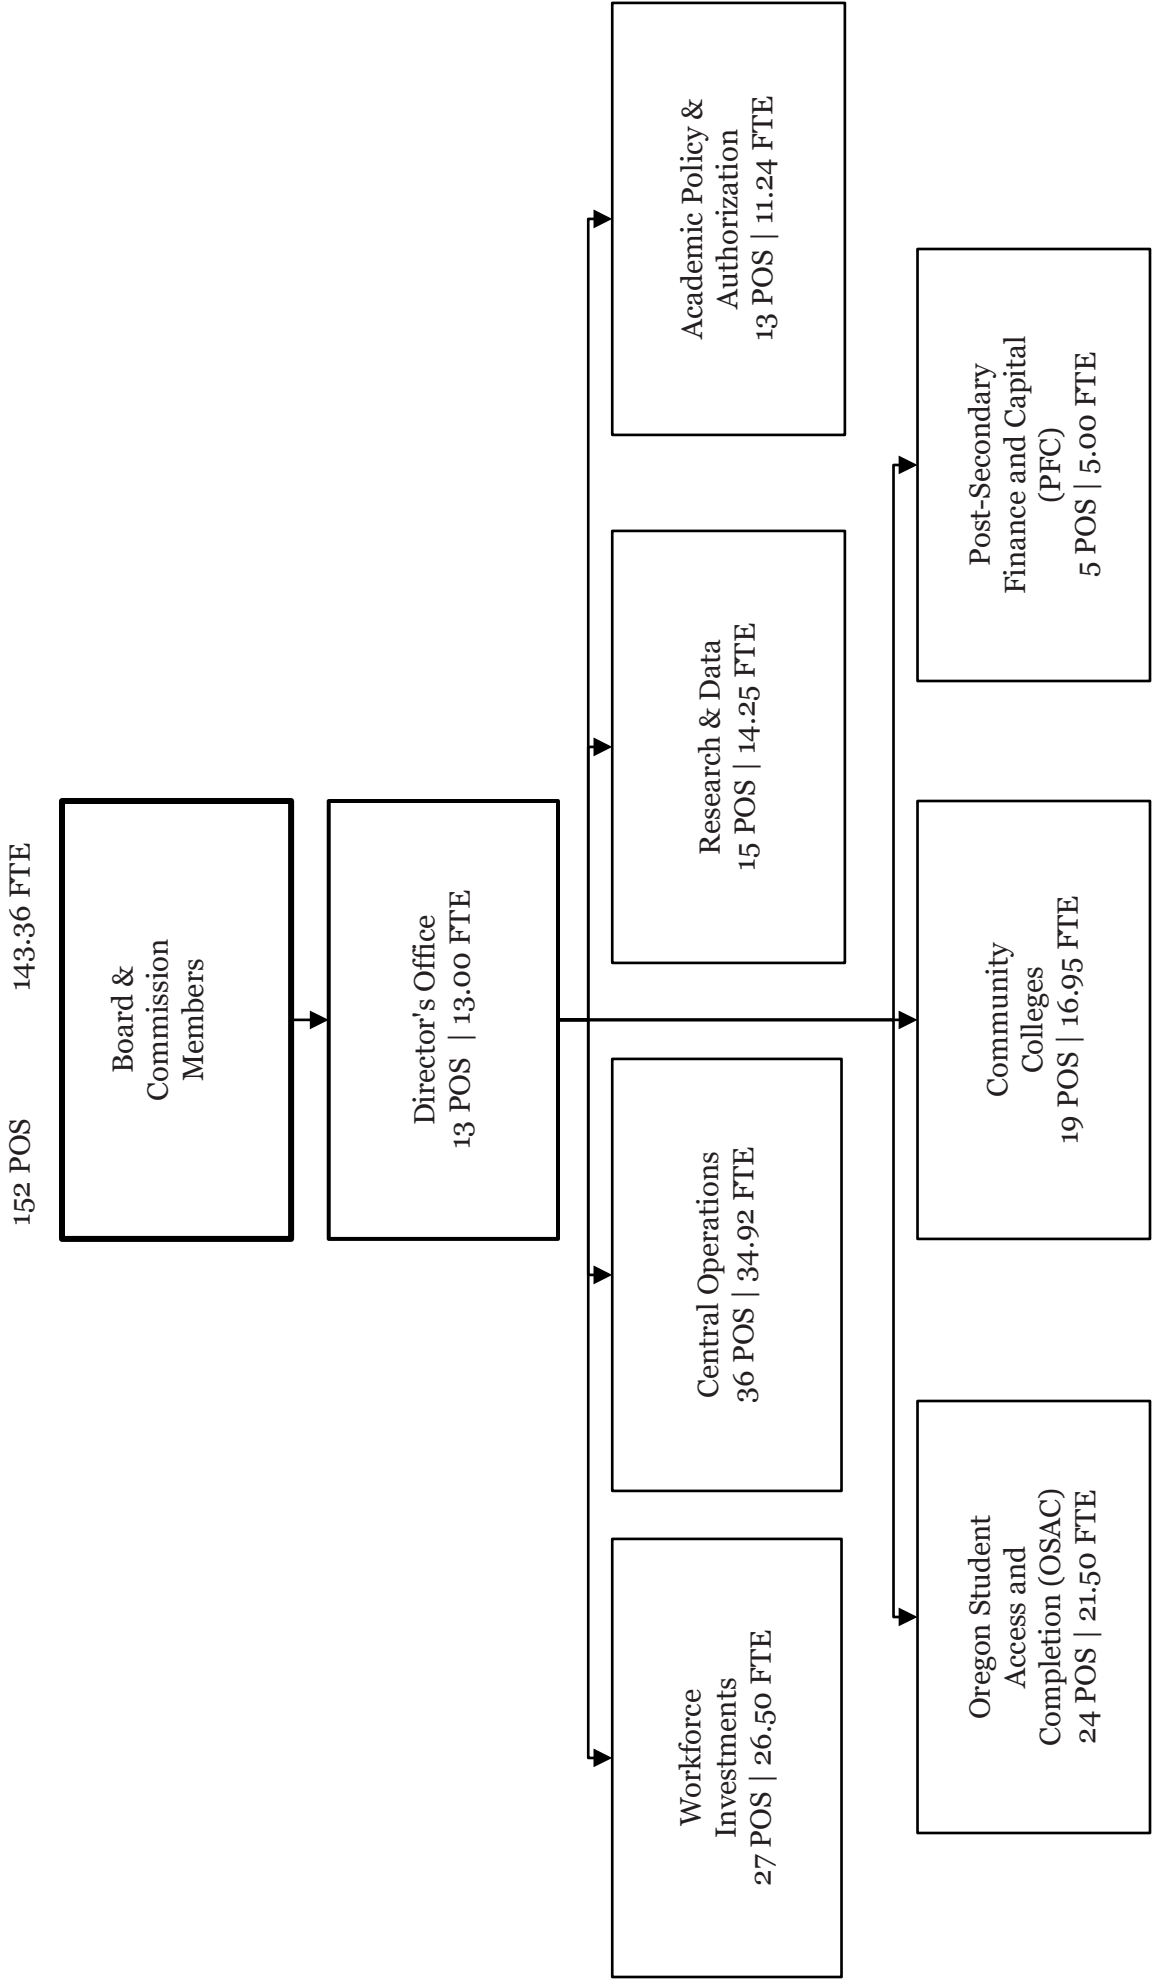 152 POS 143.36 FTE
Board &
Commission
Members
Director's Office
13 POS | 13.00 FTE
Workforce
Investments
27 POS | 26.50 FTE
Central Operations
36 POS | 34.92 FTE
Research & Data
15 POS | 14.25 FTE
Academic Policy &
Authorization
13 POS | 11.24 FTE
Oregon Student
Access and
Completion (OSAC)
24 POS | 21.50 FTE
Community
Colleges
19 POS | 16.95 FTE
Post-Secondary
Finance and Capital
(PFC)
5 POS | 5.00 FTE